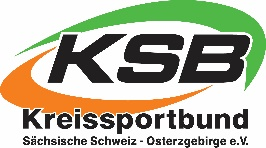 KSB
Kreissportbund
Sächsische Schweiz - Osterzgebirge e.V.